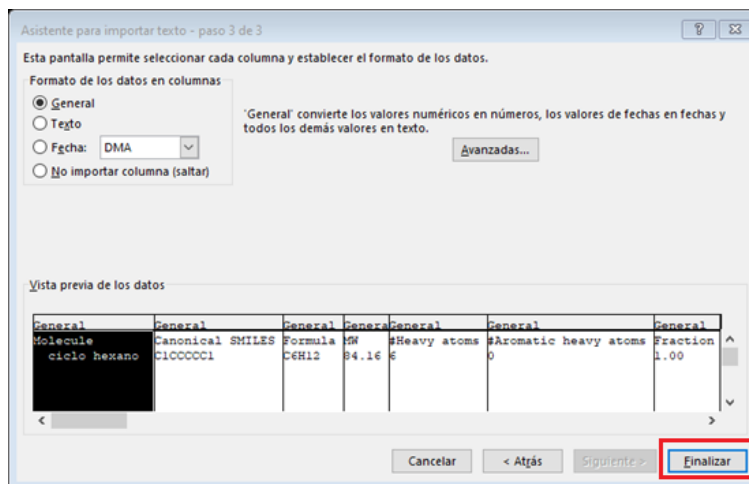 Asistente para importar texto - paso 3 de 3
Esta pantalla permite seleccionar cada columna y establecer el formato de los datos.
Formato de los datos en columnas
General
Texto
Fecha: DMA
No importar columna (saltar)
'General' convierte los valores numéricos en números, los valores de fechas en fechas y
todos los demás valores en texto.
Avanzadas...
Vista previa de los datos
General General General General General General General
Molecule Canonical SMILES Formula MW #Heavy atoms #Aromatic heavy atoms Fraction
ciclo hexano C1CCCCC1 C6H12 84.16 6 0 1.00
Cancelar < Atrás Siguiente > Finalizar